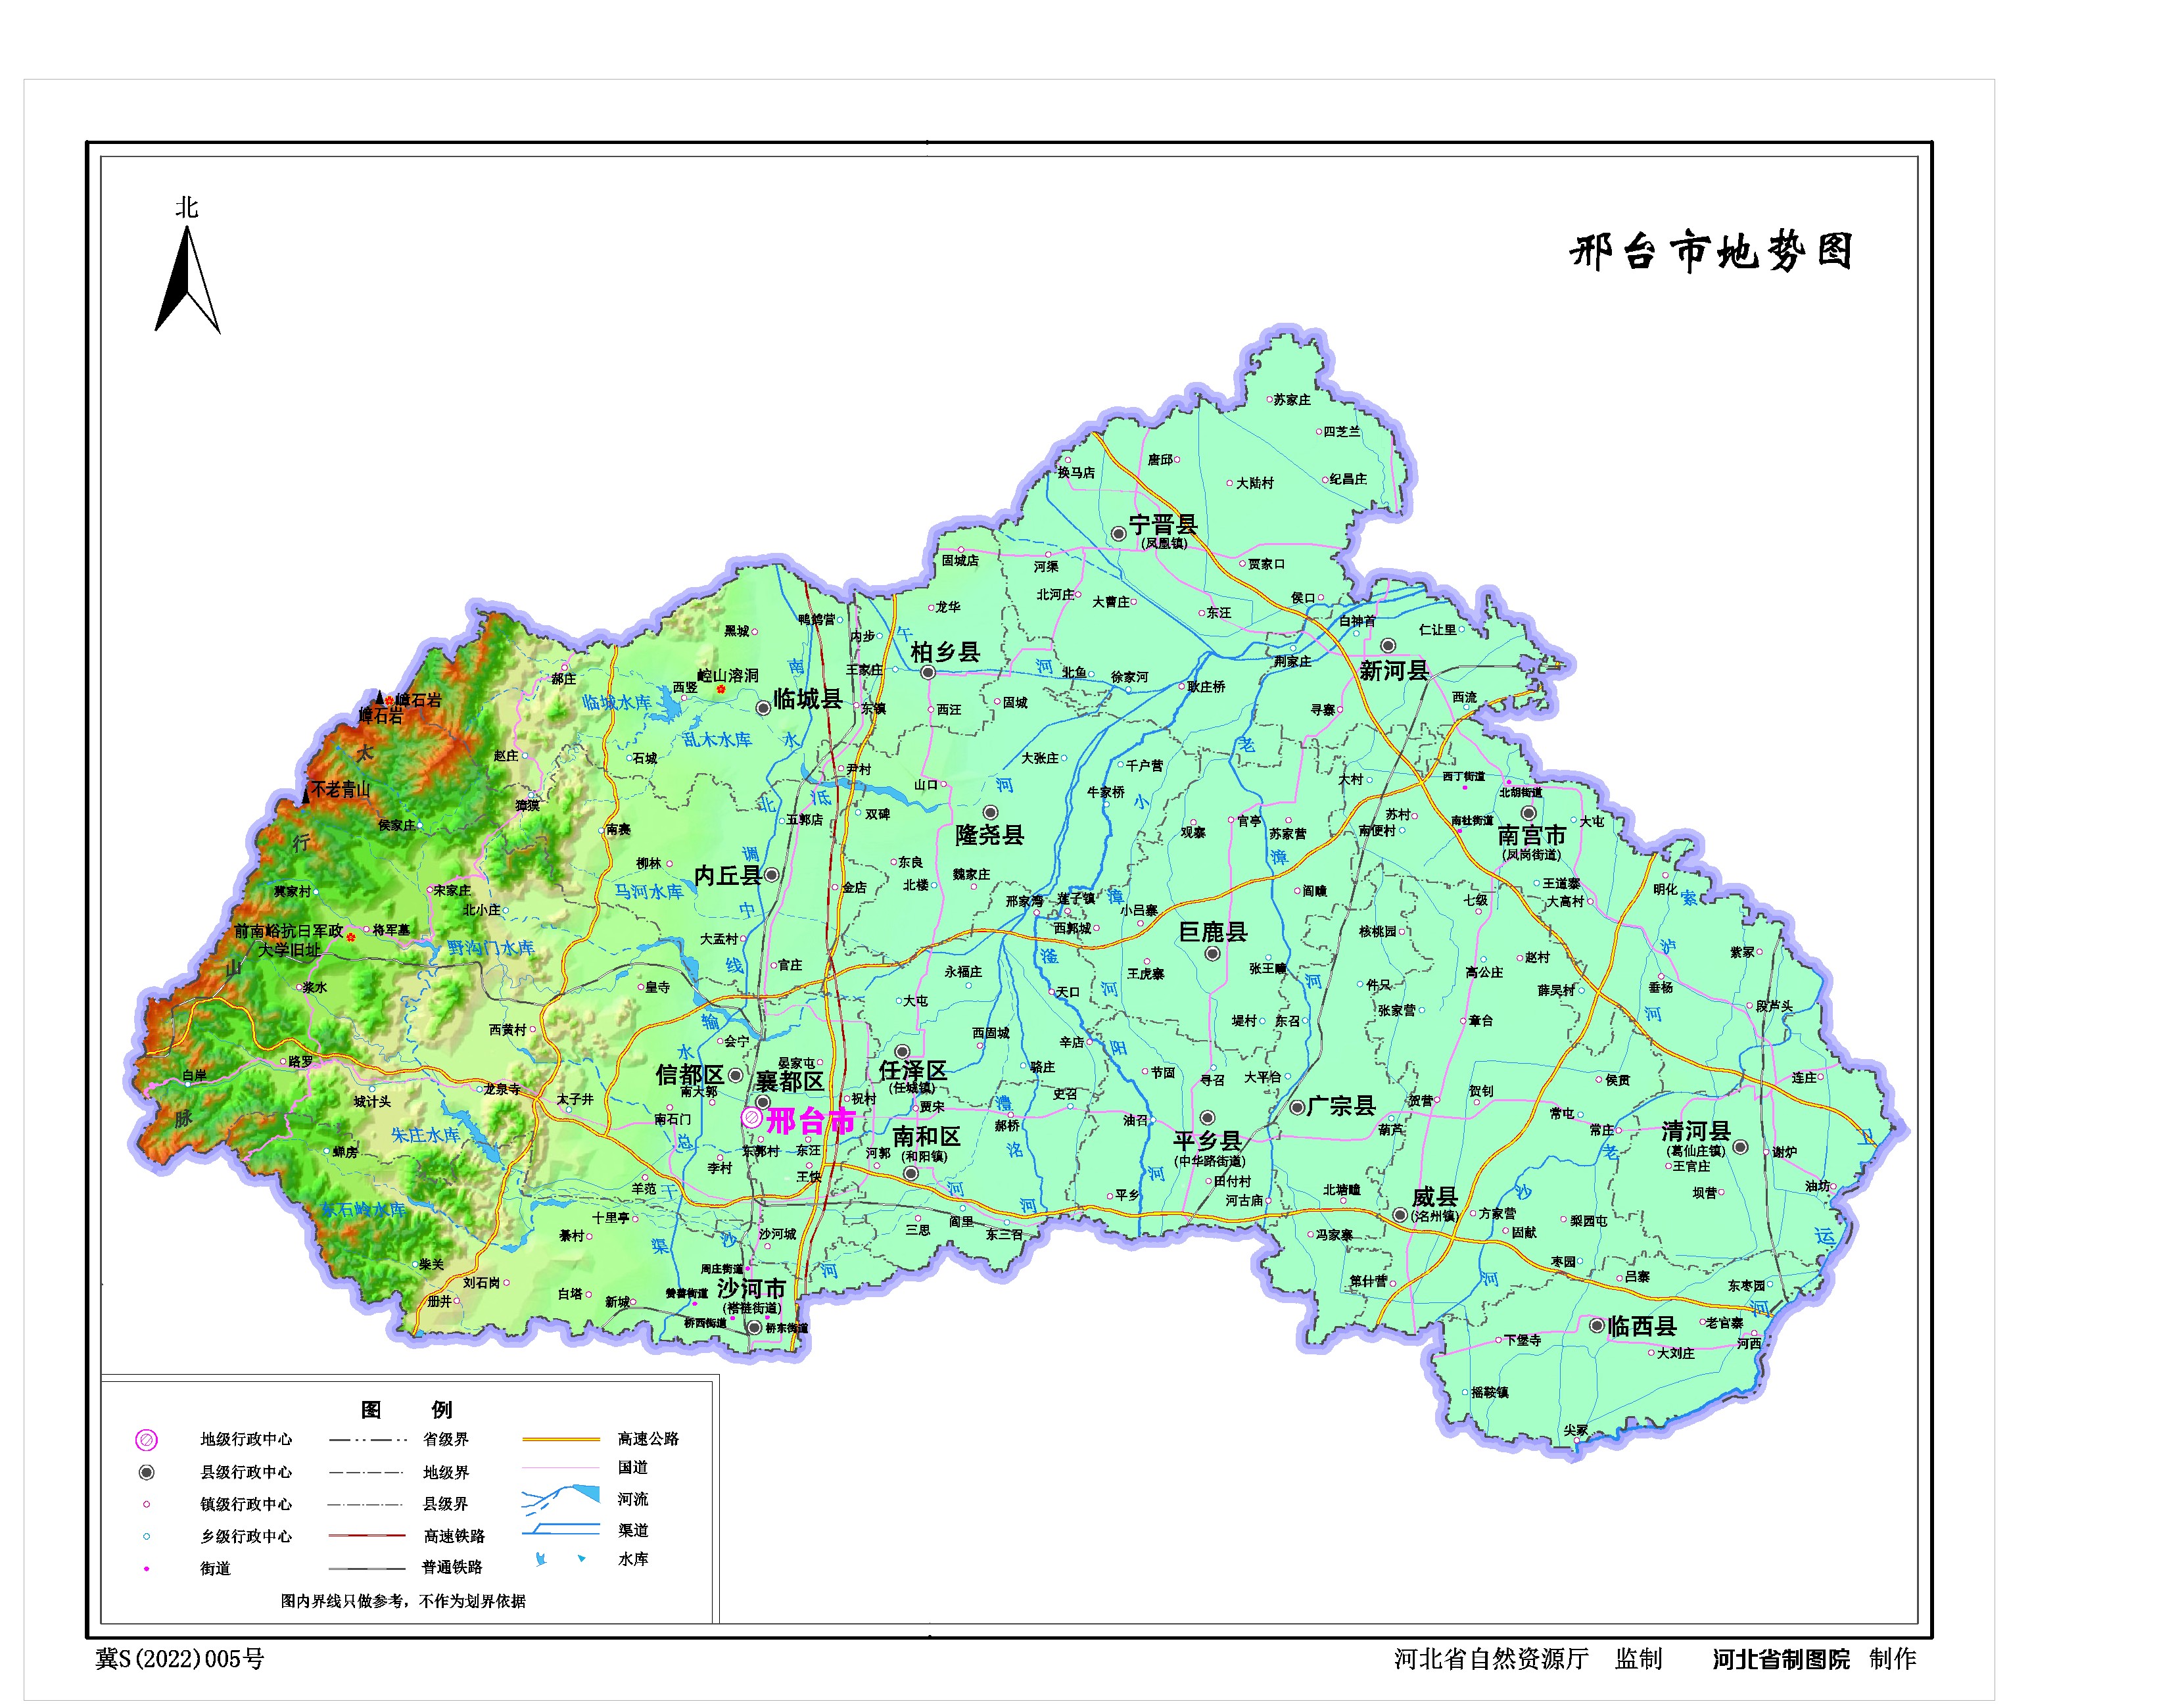 北
邢台市地势图
苏家庄
四芝兰
换马店
唐邱
大陆村
纪昌庄
宁晋县
(凤凰镇)
固城店
河渠
贾家口
北河庄
大曹庄
侯口
龙华
东汪
鸭鸽营
白神首
黑城
内步
午
仁让里
柏乡县
荆家庄
新河县
南
王家庄
河
北鱼
徐家河
郝庄
崆山溶洞
西竖
耿庄桥
嶂石岩
嶂石岩
临城水库
临城县
东镇
西汪
固城
寻寨
西流
乱木水库
水
太
赵庄
石城
大张庄
老
尹村
千户营
大村
西丁街道
不老青山
山口
河
牛家桥
北胡街道
獐獏
北
泜
小
侯家庄
南赛
五郭店
双碑
隆尧县
观寨
官亭
苏家营
苏村
南便村
南杜街道
南宫市
大屯
(凤岗街道)
行
柳林
调
东良
漳
内丘县
金店
北楼
魏家庄
王道寨
明化
冀家村
宋家庄
马河水库
阎疃
大高村
索
北小庄
中
邢家湾
莲子镇
漳
小吕寨
七级
前南峪抗日军政
大学旧址
将军墓
西郭城
巨鹿县
核桃园
野沟门水库
大孟村
泸
紫冢
山
线
官庄
滏
赵村
永福庄
王虎寨
张王疃
高公庄
浆水
皇寺
天口
河
河
件只
薛吴村
垂杨
大屯
段芦头
西黄村
输
堤村
东召
张家营
章台
河
会宁
西固城
辛店
阳
路罗
水
晏家屯
任泽区
(任城镇)
骆庄
白岸
信都区
襄都区
节固
寻召
大平台
侯贯
连庄
龙泉寺
南大郭
城计头
太子井
祝村
贾宋
澧
史召
广宗县
贺营
贺钊
脉
南石门
邢台市
郝桥
油召
平乡县
(中华路街道)
葫芦
常屯
常庄
清河县
(葛仙庄镇)
卫
朱庄水库
总
南和区
(和阳镇)
蝉房
东郭村
东汪
河郭
洺
老
谢炉
李村
王快
河
王官庄
羊范
干
田付村
沙
油坊
河
平乡
河古庙
北塘疃
威县
(洺州镇)
坝营
东石岭水库
河
十里亭
三思
阎里
方家营
梨园屯
綦村
渠
沙
沙河城
东三召
冯家寨
固献
运
柴关
周庄街道
河
枣园
刘石岗
沙河市
(褡裢街道)
第什营
河
吕寨
东枣园
册井
白塔
新城
赞善街道
河
桥西街道
桥东街道
临西县
老官寨
下堡寺
河西
大刘庄
摇鞍镇
尖冢
图 例
地级行政中心
省级界
高速公路
县级行政中心
地级界
国道
镇级行政中心
县级界
河流
乡级行政中心
高速铁路
渠道
街道
普通铁路
水库
图内界线只做参考，不作为划界依据
冀S(2022)005号
河北省自然资源厅 监制 河北省制图院 制作